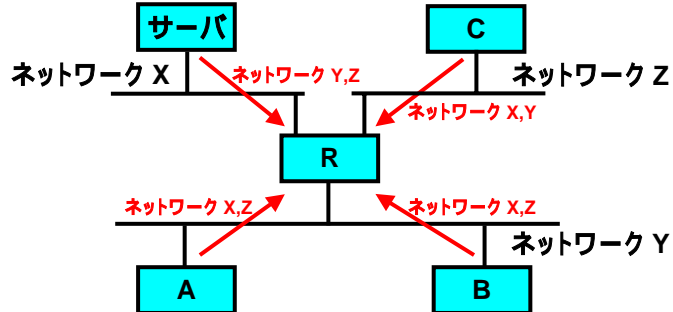 サーバ
C
ネットワーク X
ネットワーク Y,Z
ネットワーク Z
ネットワーク X,Y
R
ネットワーク X,Z
ネットワーク X,Z
ネットワーク Y
A
B